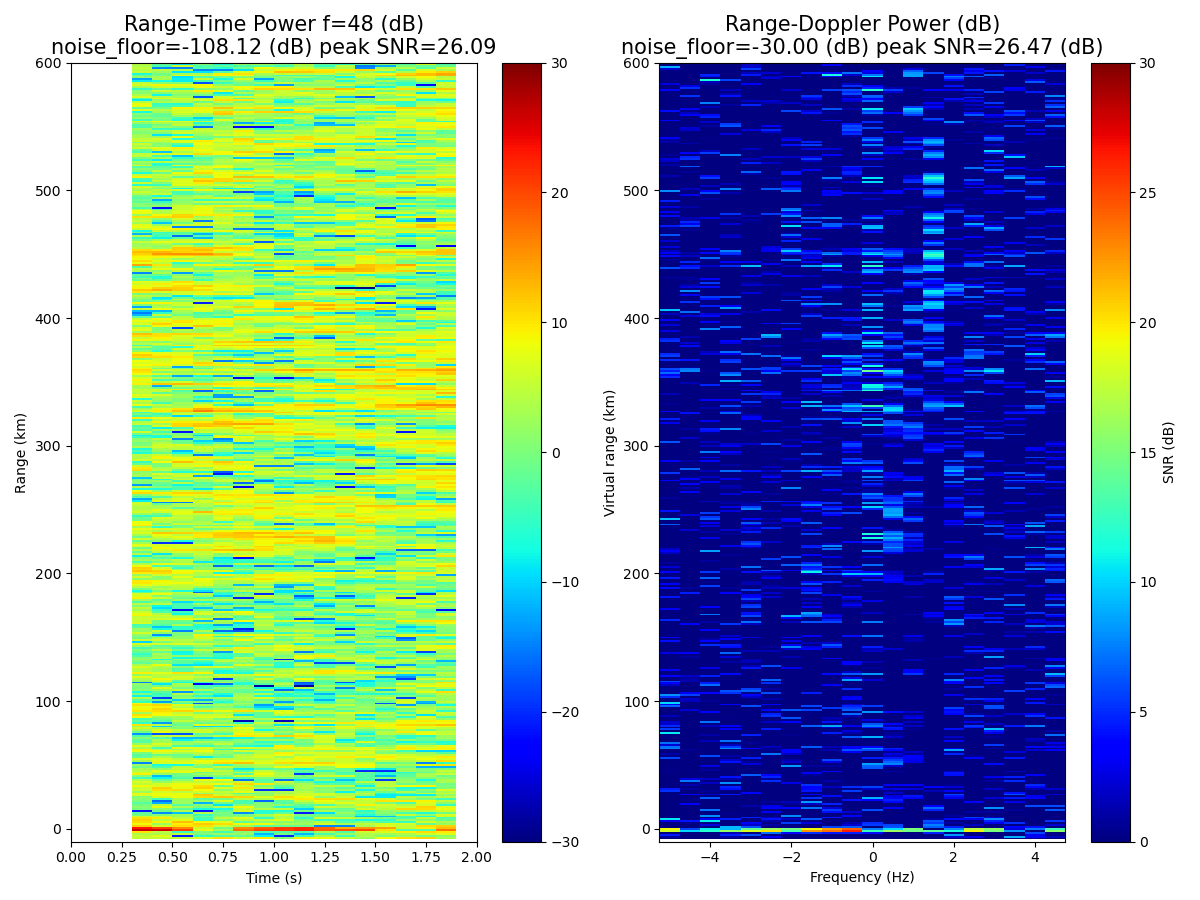 Range-Time Power f=48 (dB)
noise_floor=-108.12 (dB) peak SNR=26.09
Range (km)
600
500
400
300
200
100
0
0.00 0.25 0.50 0.75 1.00 1.25 1.50 1.75 2.00
Time (s)
30
20
10
0
−10
−20
−30
Range-Doppler Power (dB)
noise_floor=-30.00 (dB) peak SNR=26.47 (dB)
Virtual range (km)
600
500
400
300
200
100
0
−4 −2 0 2 4
Frequency (Hz)
30
25
20
15
10
5
0
SNR (dB)